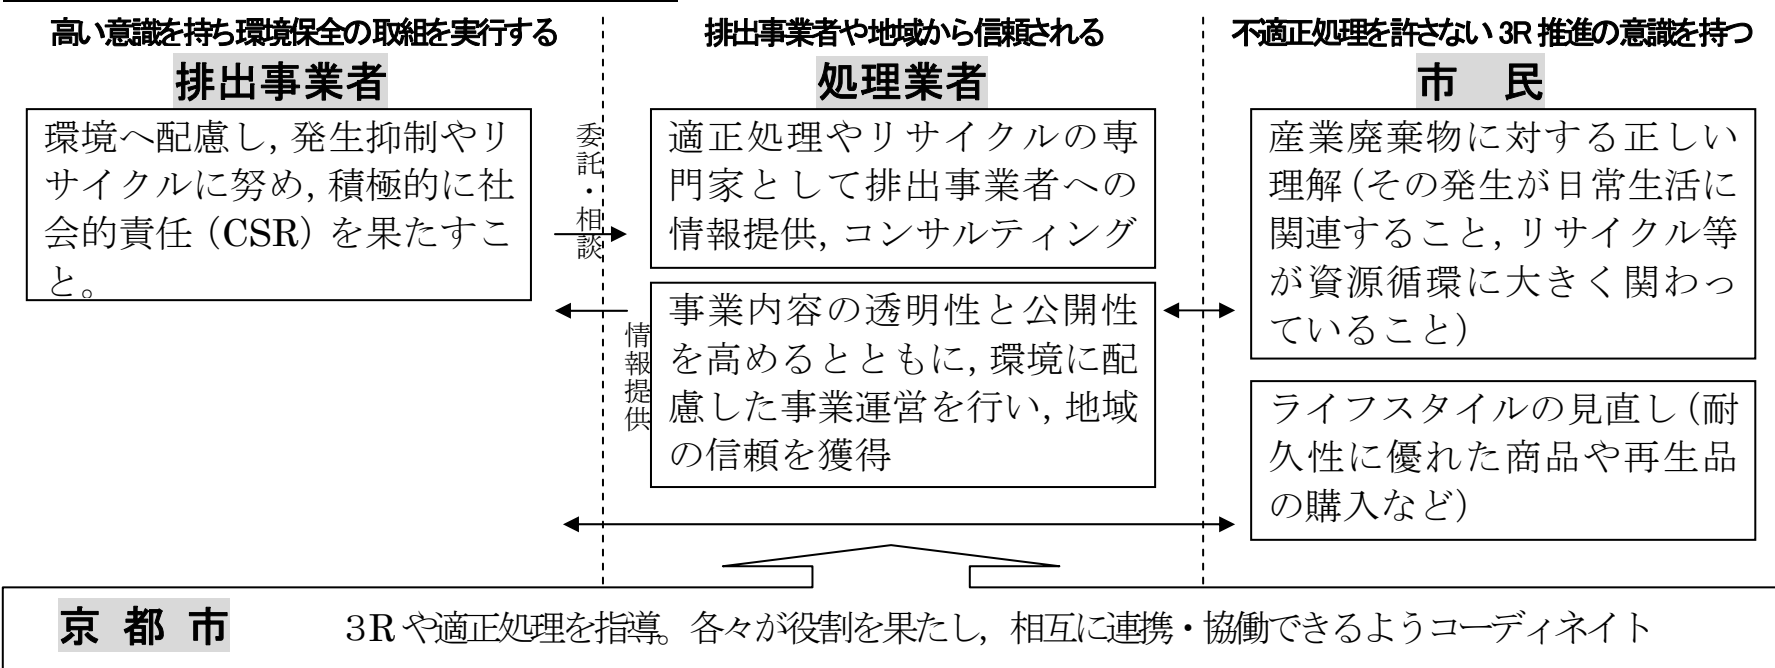 高い意識を持ち環境保全の取組を実行する
排出事業者
環境へ配慮し,発生抑制やリ
サイクルに努め,積極的に社
会的責任(CSR)を果たすこ
と。
委託・相談
情報提供
排出事業者や地域から信頼される
処理業者
適正処理やリサイクルの専
門家として排出事業者への
情報提供,コンサルティング
事業内容の透明性と公開性
を高めるとともに,環境に配
慮した事業運営を行い,地域
の信頼を獲得
不適正処理を許さない 3R 推進の意識を持つ
市 民
産業廃棄物に対する正しい
理解(その発生が日常生活に
関連すること,リサイクル等
が資源循環に大きく関わっ
ていること)
ライフスタイルの見直し(耐
久性に優れた商品や再生品
の購入など)
京 都 市 3Rや適正処理を指導。各々が役割を果たし,相互に連携・協働できるようコーディネイト